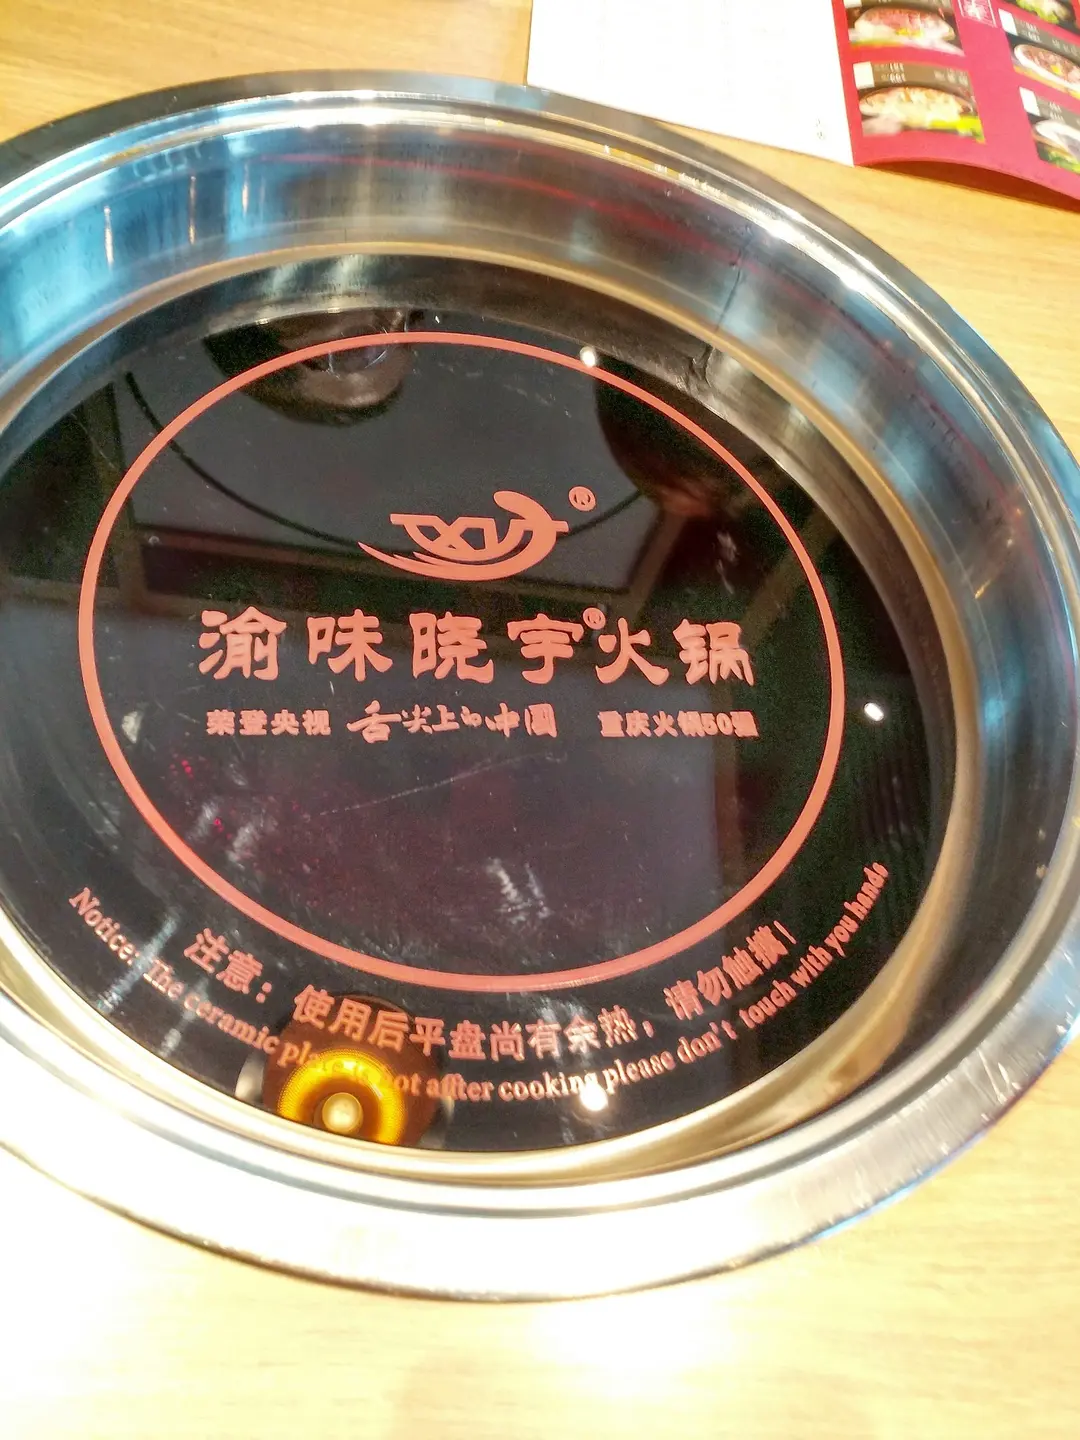 XY
®
渝味晓宇®火锅
荣登央视 舌尖上的中国 重庆火锅50强
注意：使用后平盘尚有余热，请勿触摸！
Notice: The ceramic plate is hot after cooking please don't touch with you hands